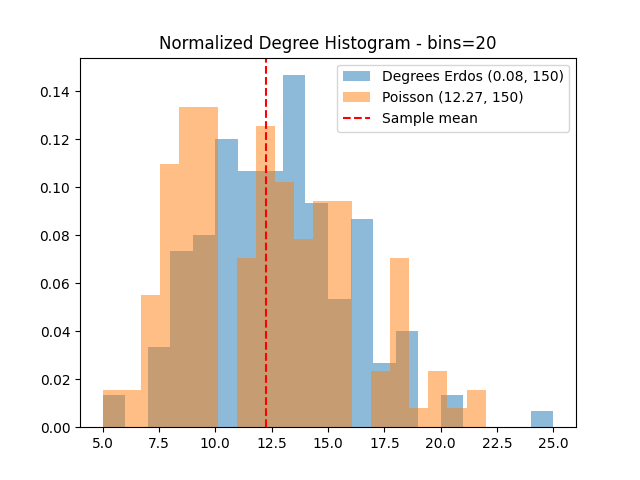 Normalized Degree Histogram - bins=20
Degrees Erdos (0.08, 150)
Poisson (12.27, 150)
Sample mean
0.14
0.12
0.10
0.08
0.06
0.04
0.02
0.00
5.0 7.5 10.0 12.5 15.0 17.5 20.0 22.5 25.0